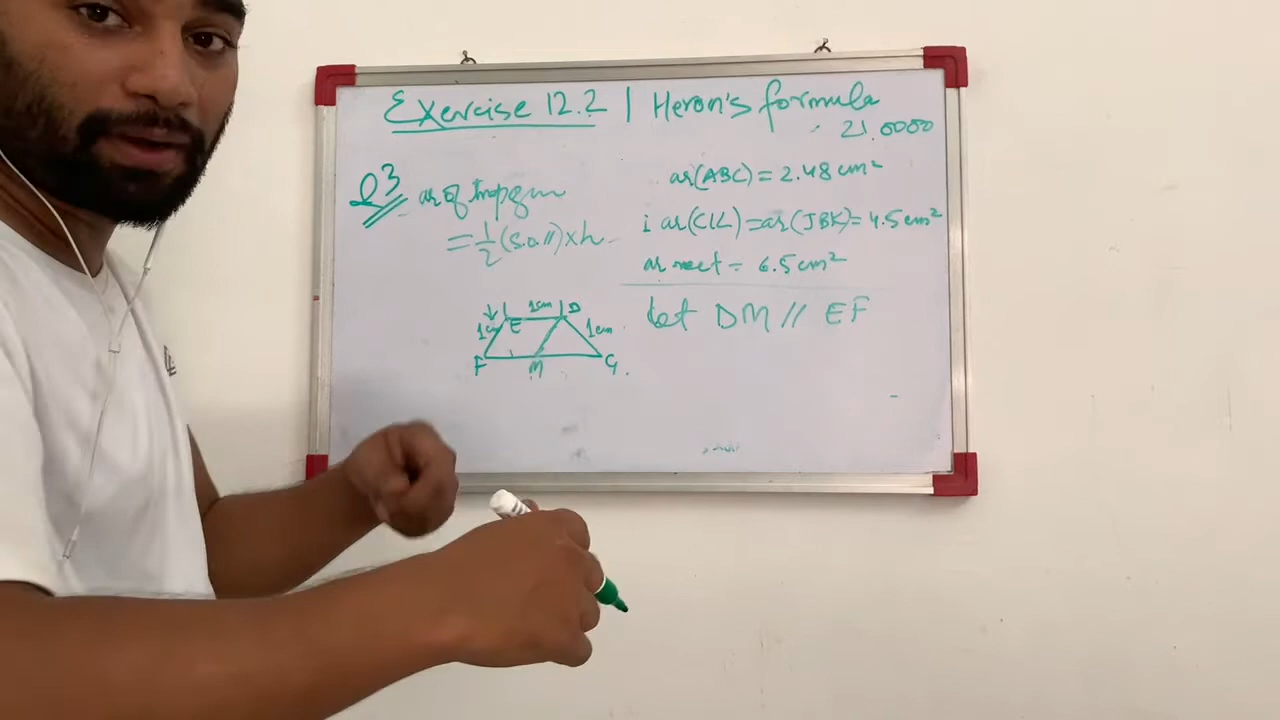 Exercise 12.2 | Heron's formula
21.0000
Q3 ar of trapzm
= 1/2 (S.o.//) x h
ar(ABC) = 2.48 cm²
ar(CIL) = ar(JBK) = 4.5 cm²
ar rect = 6.5 cm²
let DM // EF
1cm D
E 1cm
F M G